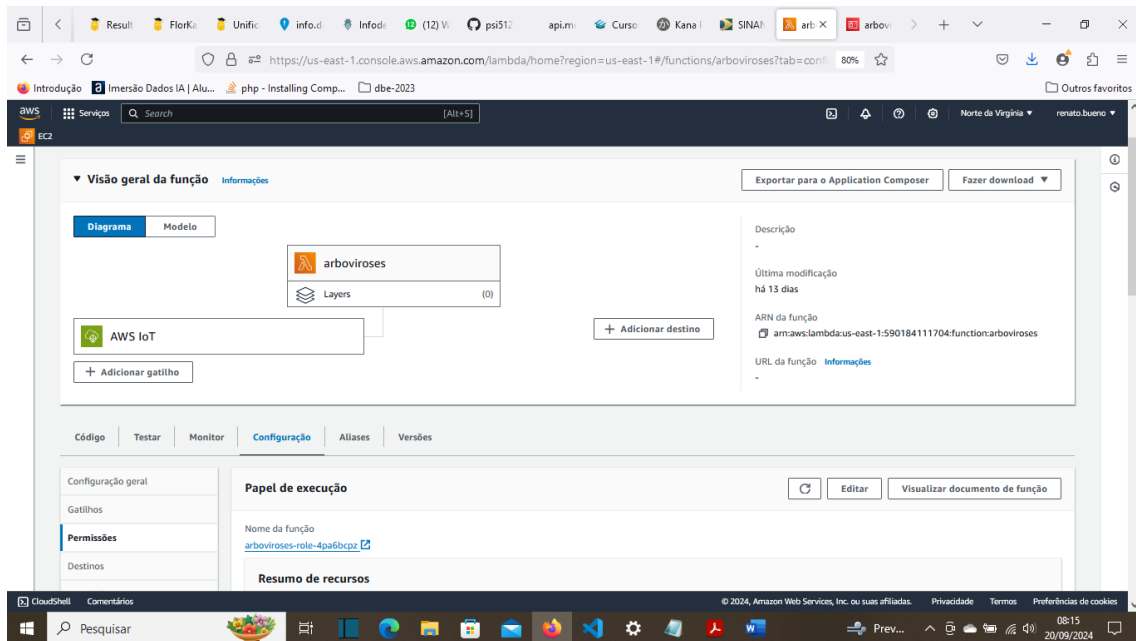 Result
FlorKa
Unific
info.d
Infode
(12) W
psi512
api.m
Curso
Kana
SINAN
arb
arbovi
https://us-east-1.console.aws.amazon.com/lambda/home?region=us-east-1#/functions/arboviroses?tab=confi 80%
Introdução Imersão Dados IA | Alu... php - Installing Comp... dbe-2023 Outros favoritos
aws Serviços Search [Alt+S] Norte da Virgínia renato.bueno
EC2
Visão geral da função Informações Exportar para o Application Composer Fazer download
Diagrama Modelo
Descrição
-
arboviroses
Layers (0)
Última modificação
há 13 dias
AWS IoT
+ Adicionar destino
ARN da função
arn:aws:lambda:us-east-1:590184111704:function:arboviroses
+ Adicionar gatilho
URL da função Informações
-
Código Testar Monitor Configuração Aliases Versões
Configuração geral
Gatilhos
Permissões
Destinos
Papel de execução Editar Visualizar documento de função
Nome da função
arboviroses-role-4pa6bcpz
Resumo de recursos
CloudShell Comentários © 2024, Amazon Web Services, Inc. ou suas afiliadas. Privacidade Termos Preferências de cookies
Pesquisar Prev... 08:15
20/09/2024